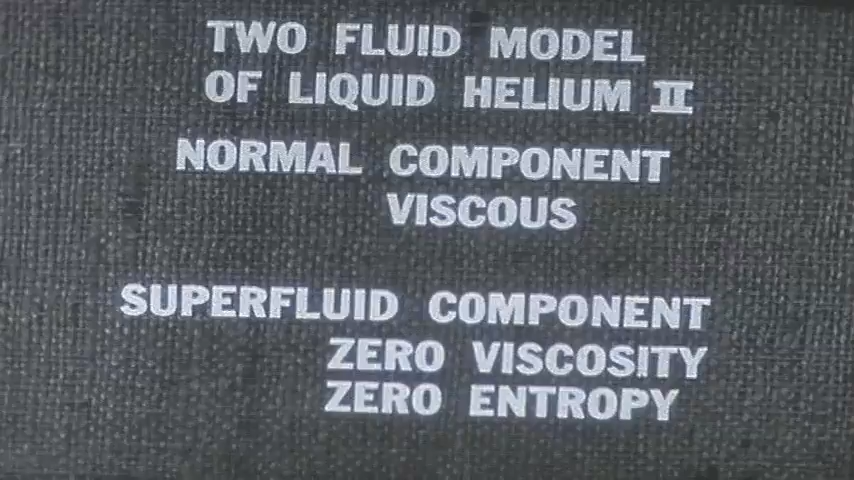 TWO FLUID MODEL
OF LIQUID HELIUM II
NORMAL COMPONENT
VISCOUS
SUPERFLUID COMPONENT
ZERO VISCOSITY
ZERO ENTROPY